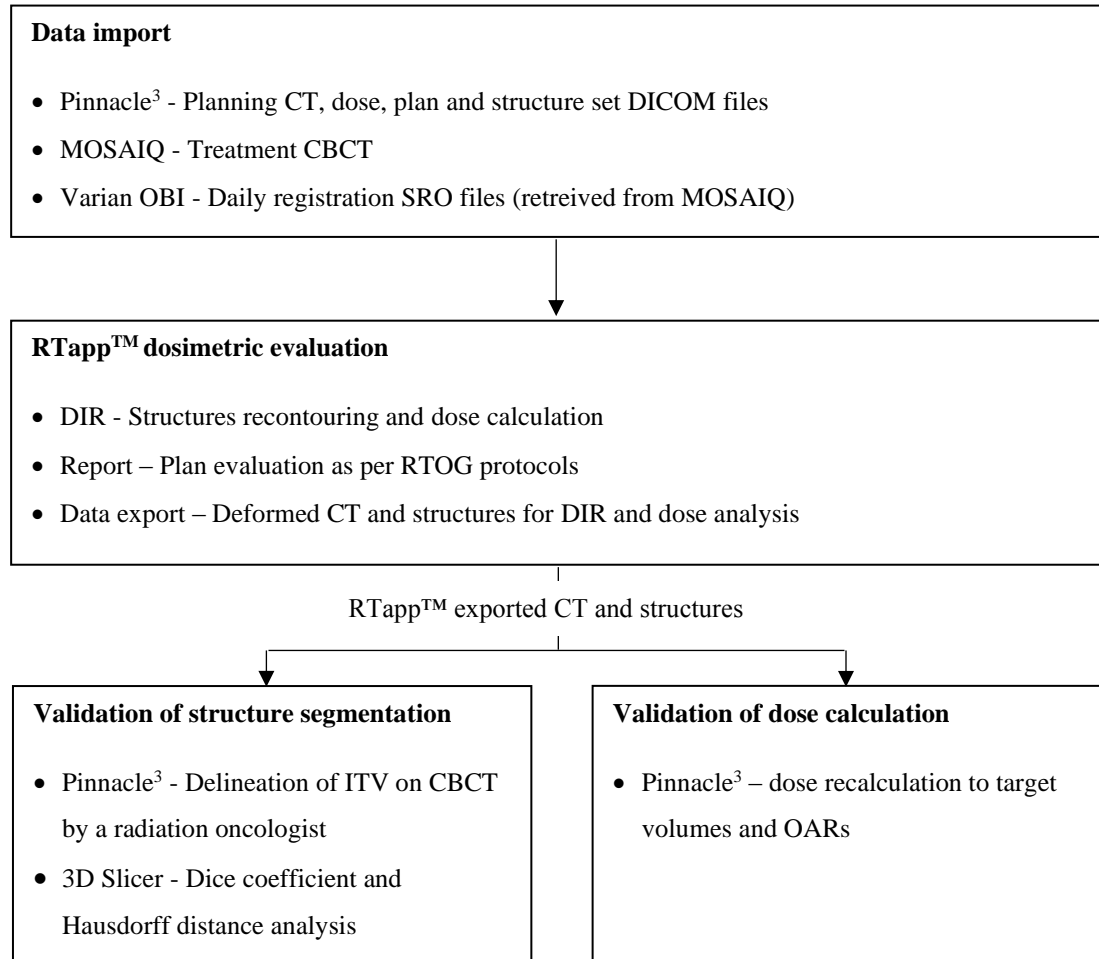 Data import
• Pinnacle³ - Planning CT, dose, plan and structure set DICOM files
• MOSAIQ - Treatment CBCT
• Varian OBI - Daily registration SRO files (retreived from MOSAIQ)
RTapp™ dosimetric evaluation
• DIR - Structures recontouring and dose calculation
• Report – Plan evaluation as per RTOG protocols
• Data export – Deformed CT and structures for DIR and dose analysis
RTapp™ exported CT and structures
Validation of structure segmentation
• Pinnacle³ - Delineation of ITV on CBCT
by a radiation oncologist
• 3D Slicer - Dice coefficient and
Hausdorff distance analysis
Validation of dose calculation
• Pinnacle³ – dose recalculation to target
volumes and OARs